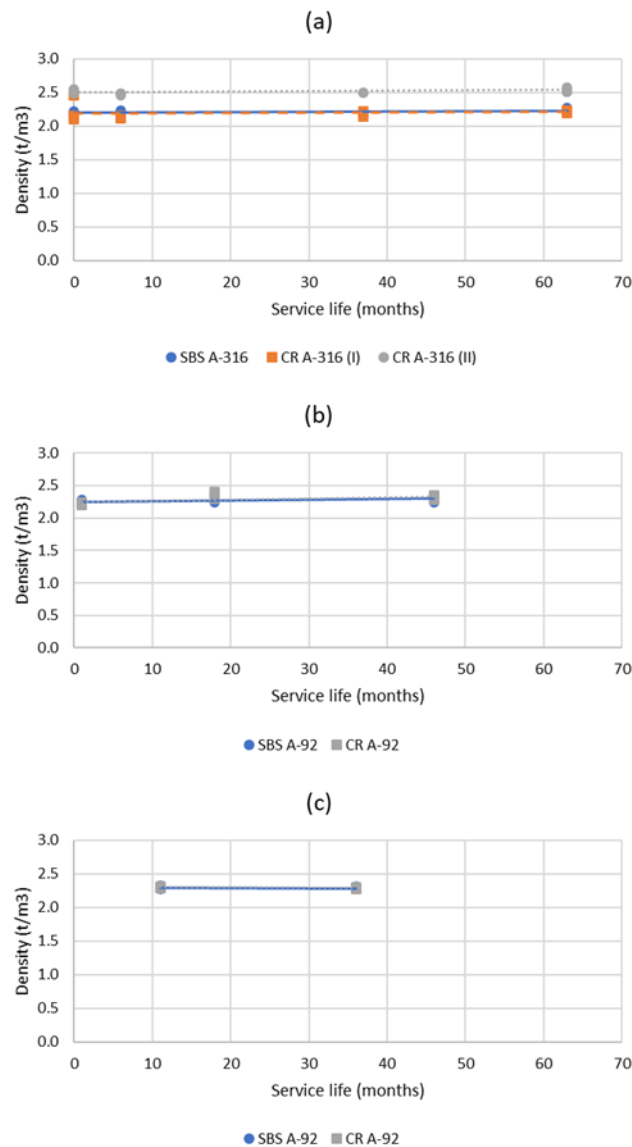 (a)
3.0
2.5
2.0
1.5
1.0
0.5
0.0
Density (t/m3)
0 10 20 30 40 50 60 70
Service life (months)
SBS A-316 CR A-316 (I) CR A-316 (II)
(b)
3.0
2.5
2.0
1.5
1.0
0.5
0.0
Density (t/m3)
0 10 20 30 40 50 60 70
Service life (months)
SBS A-92 CR A-92
(c)
3.0
2.5
2.0
1.5
1.0
0.5
0.0
Density (t/m3)
0 10 20 30 40 50 60 70
Service life (months)
SBS A-92 CR A-92